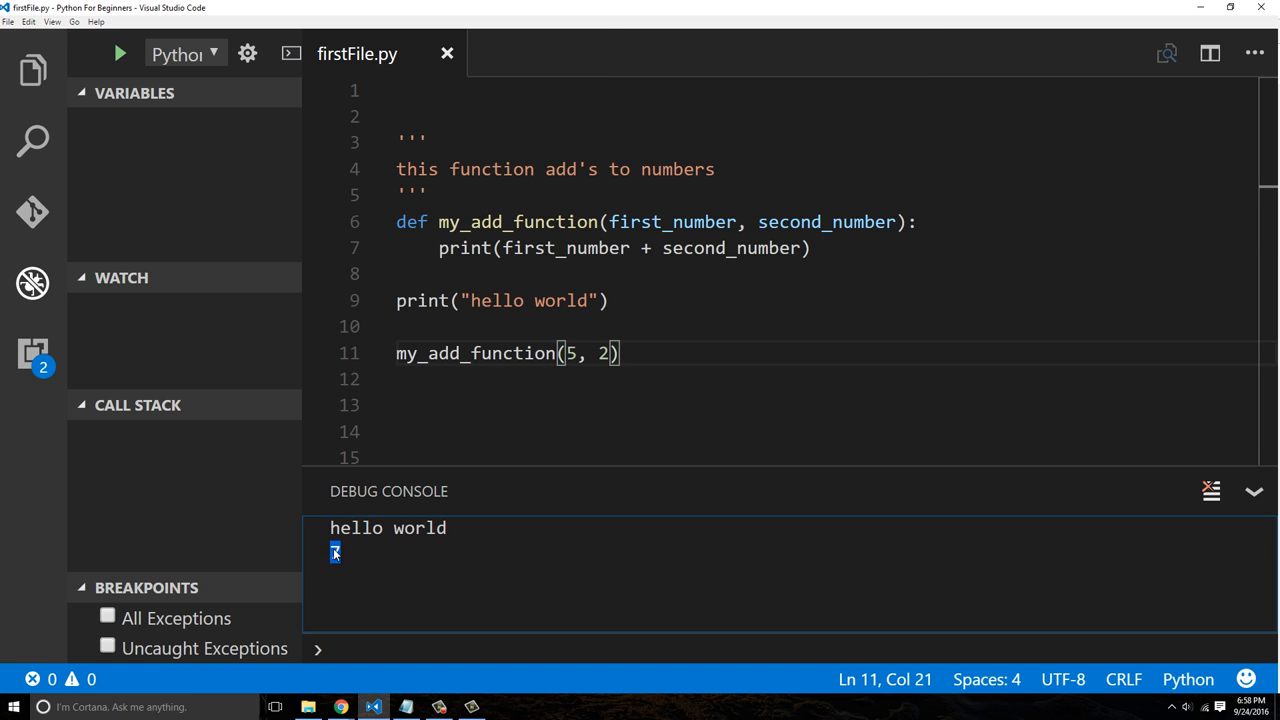 firstFile.py - Python For Beginners - Visual Studio Code
File Edit View Go Help
Python
firstFile.py
VARIABLES
WATCH
CALL STACK
BREAKPOINTS
All Exceptions
Uncaught Exceptions
2
1
2
3 '''
4 this function add's to numbers
5 '''
6 def my_add_function(first_number, second_number):
7 print(first_number + second_number)
8
9 print("hello world")
10
11 my_add_function(5, 2)
12
13
14
15
DEBUG CONSOLE
hello world
7
0 0
Ln 11, Col 21 Spaces: 4 UTF-8 CRLF Python
I'm Cortana. Ask me anything.
6:58 PM
9/24/2016